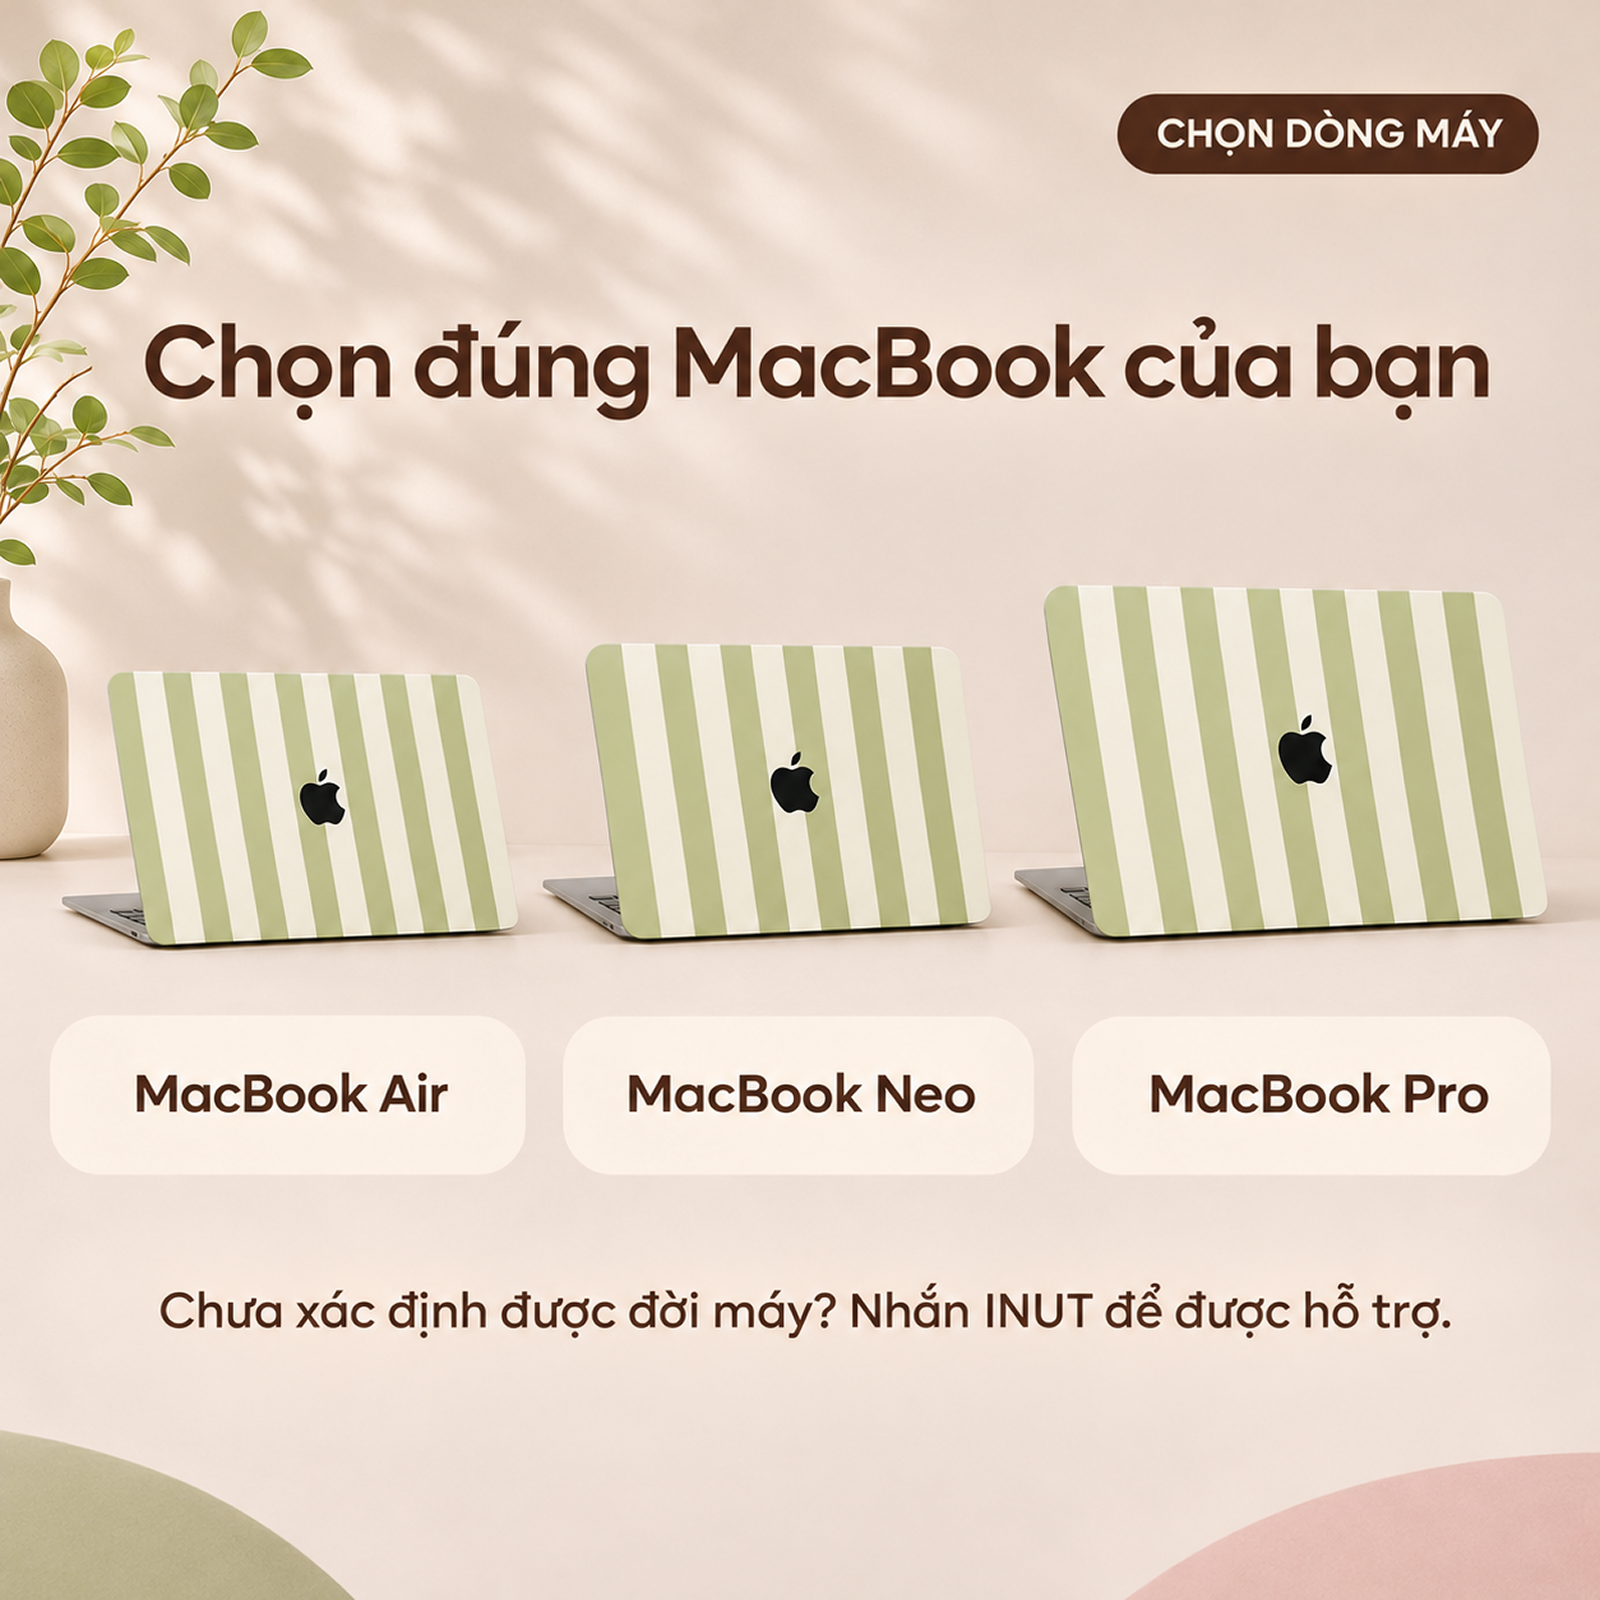 CHỌN DÒNG MÁY
Chọn đúng MacBook của bạn
MacBook Air
MacBook Neo
MacBook Pro
Chưa xác định được đời máy? Nhắn INUT để được hỗ trợ.